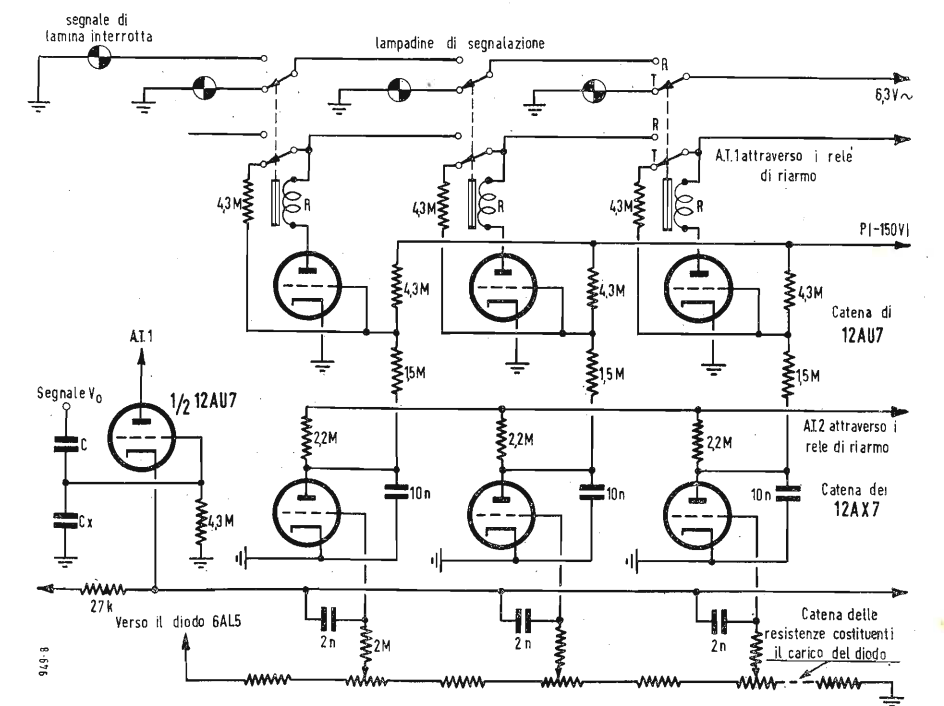 segnale di
lamina interrotta
lampadine di segnalazione
R
T
6,3V~
R
T
A.T.1 attraverso i relè
di riarmo
4,3M
R
4,3M
R
4,3M
R
PI-150VI
4,3M
4,3M
4,3M
Catena di
12AU7
A.T.1
15M
1,5M
1,5M
Segnale V₀
1/2 12AU7
A.T.2 attraverso i
rele di riarmo
C
2,2M
2,2M
2,2M
10n
10n
10n
Catena dei
12AX7
Cx
4,3M
27k
Verso il diodo 6AL5
2n
2M
2n
2n
Catena delle
resistenze costituenti
il carico del diodo
949-8